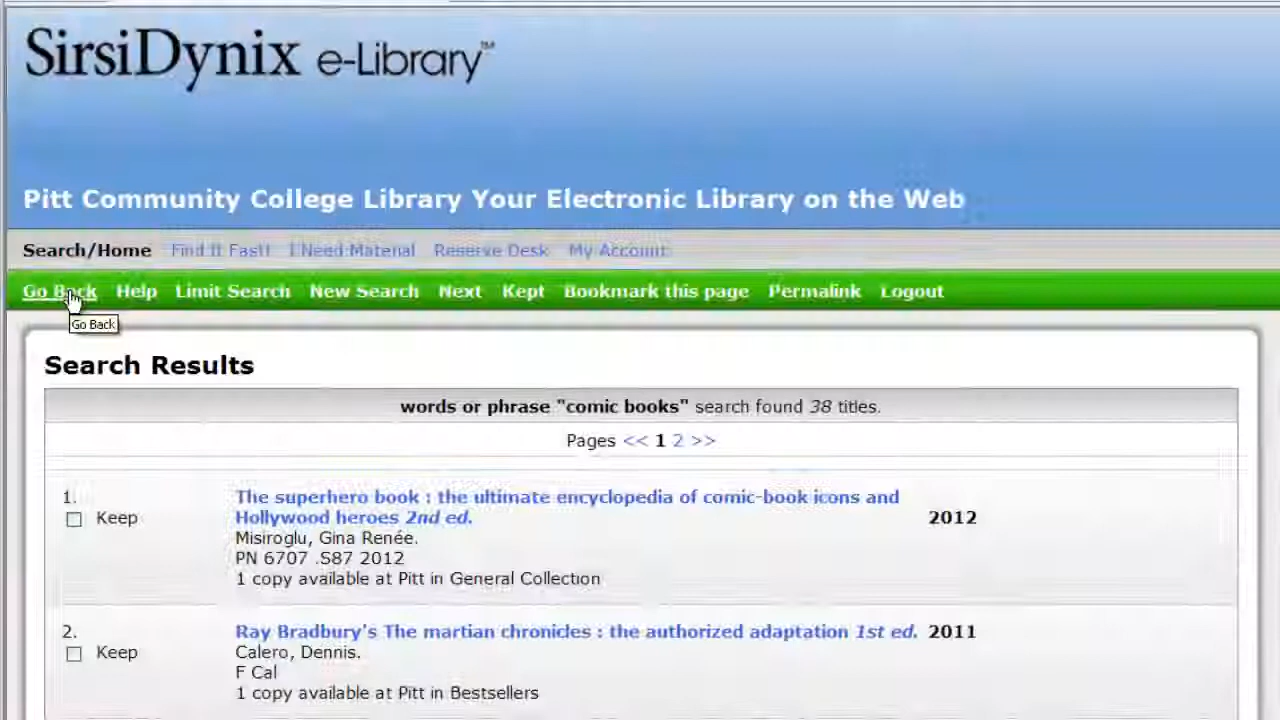 SirsiDynix e-Library™
Pitt Community College Library Your Electronic Library on the Web
Search/Home Find It Fast! I Need Material Reserve Desk My Account
Go Back Help Limit Search New Search Next Kept Bookmark this page Permalink Logout
Go Back
Search Results
words or phrase "comic books" search found 38 titles.
Pages << 1 2 >>
1.
Keep
The superhero book : the ultimate encyclopedia of comic-book icons and
Hollywood heroes 2nd ed. 2012
Misiroglu, Gina Renée.
PN 6707 .S87 2012
1 copy available at Pitt in General Collection
2.
Keep
Ray Bradbury's The martian chronicles : the authorized adaptation 1st ed. 2011
Calero, Dennis.
F Cal
1 copy available at Pitt in Bestsellers